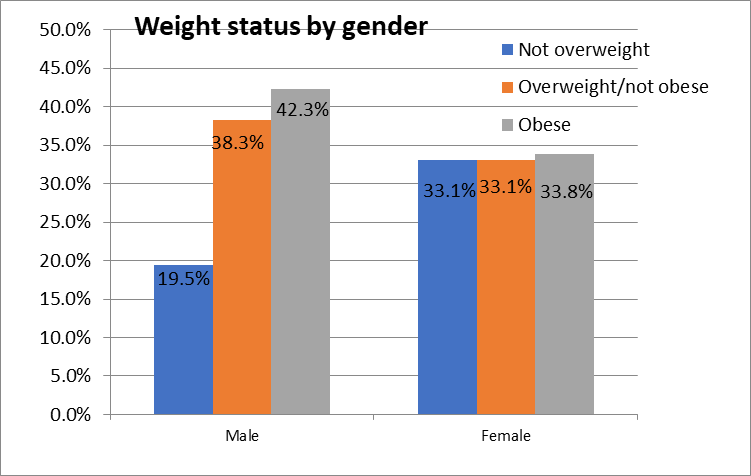 Weight status by gender
50.0%
45.0%
40.0%
35.0%
30.0%
25.0%
20.0%
15.0%
10.0%
5.0%
0.0%
Not overweight
Overweight/not obese
Obese
19.5%
38.3%
42.3%
33.1%
33.1%
33.8%
Male
Female